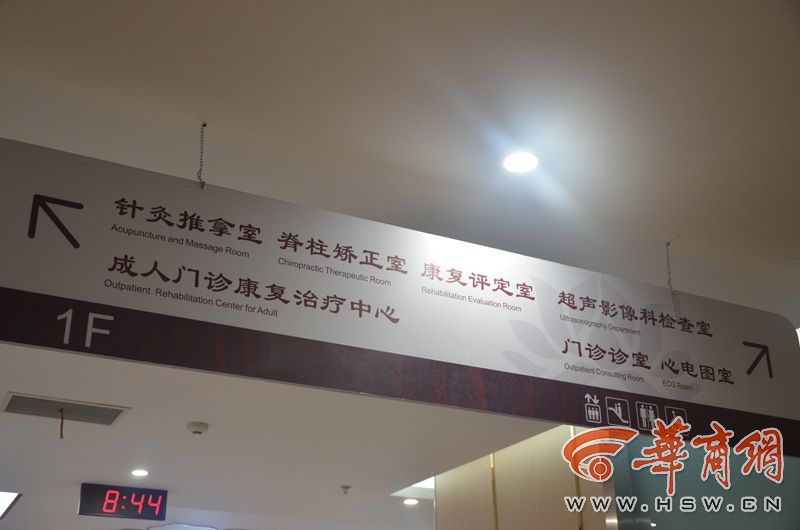 针灸推拿室 脊柱矫正室 康复评定室
Acupuncture and Massage Room Chiropractic Therapeutic Room Rehabilitation Evaluation Room
成人门诊康复治疗中心
Outpatient Rehabilitation Center for Adult
超声影像科检查室
Ultrasonography Department
门诊诊室 心电图室
Outpatient Consulting Room ECG Room
1F
8:44
華商網
WWW.HSW.CN